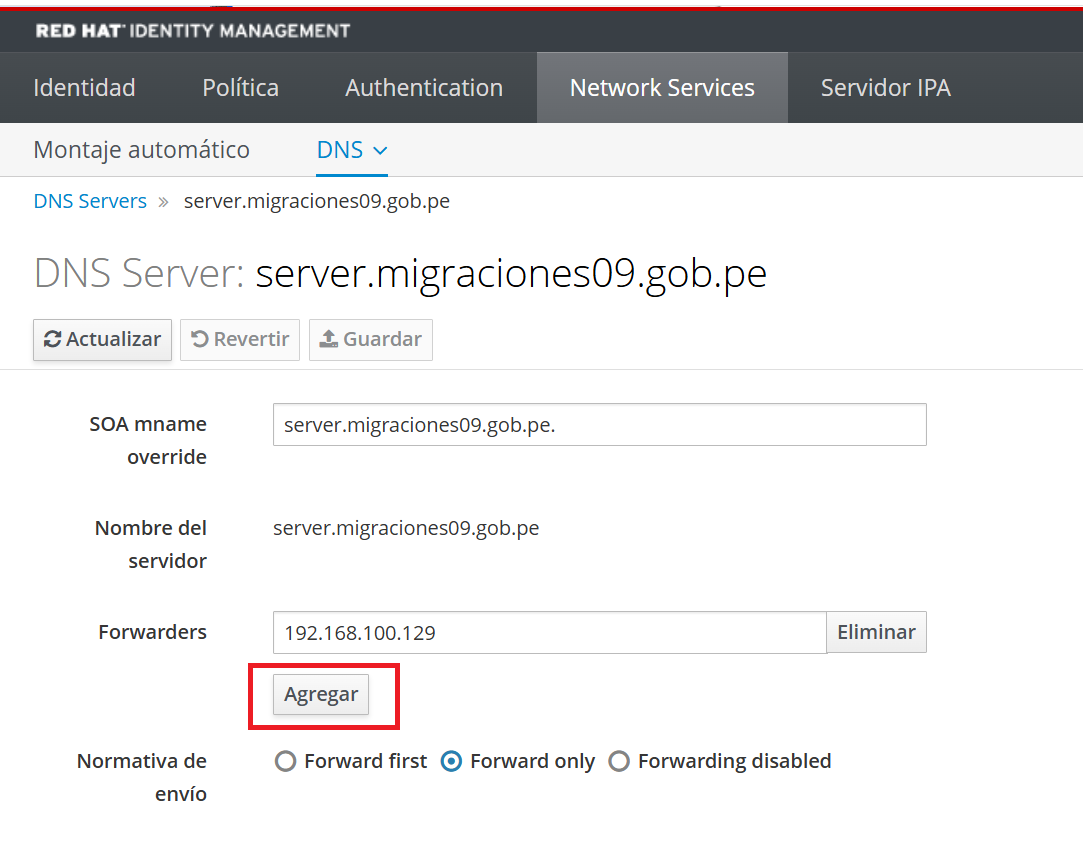 RED HAT IDENTITY MANAGEMENT
Identidad Política Authentication Network Services Servidor IPA
Montaje automático DNS
DNS Servers » server.migraciones09.gob.pe
DNS Server: server.migraciones09.gob.pe
Actualizar Revertir Guardar
SOA mname server.migraciones09.gob.pe.
override
Nombre del server.migraciones09.gob.pe
servidor
Forwarders 192.168.100.129 Eliminar
Agregar
Normativa de Forward first Forward only Forwarding disabled
envío